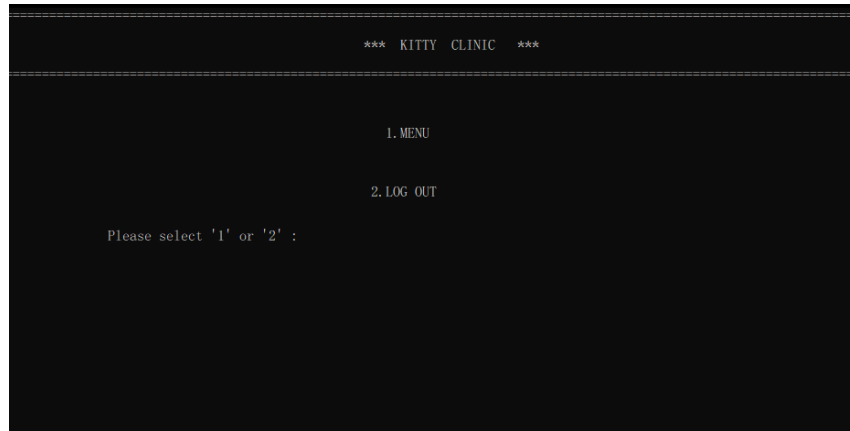 *** KITTY CLINIC ***
1.MENU
2.LOG OUT
Please select '1' or '2' :